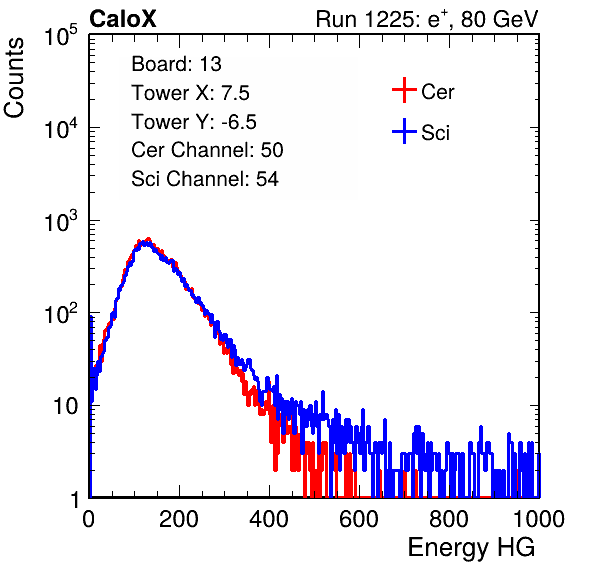 CaloX Run 1225: e⁺, 80 GeV
Board: 13
Tower X: 7.5
Tower Y: -6.5
Cer Channel: 50
Sci Channel: 54
Cer
Sci
Counts
10⁵
10⁴
10³
10²
10
1
0 200 400 600 800 1000
Energy HG